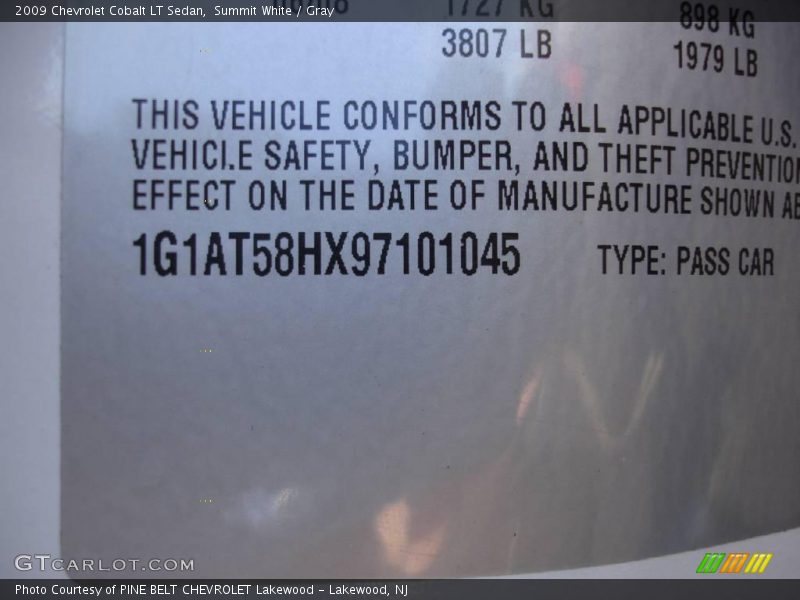 2009 Chevrolet Cobalt LT Sedan, Summit White / Gray
1727 KG 898 KG
3807 LB 1979 LB
THIS VEHICLE CONFORMS TO ALL APPLICABLE U.S.
VEHICLE SAFETY, BUMPER, AND THEFT PREVENTION
EFFECT ON THE DATE OF MANUFACTURE SHOWN AB
1G1AT58HX97101045 TYPE: PASS CAR
GTCARLOT.COM
Photo Courtesy of PINE BELT CHEVROLET Lakewood - Lakewood, NJ